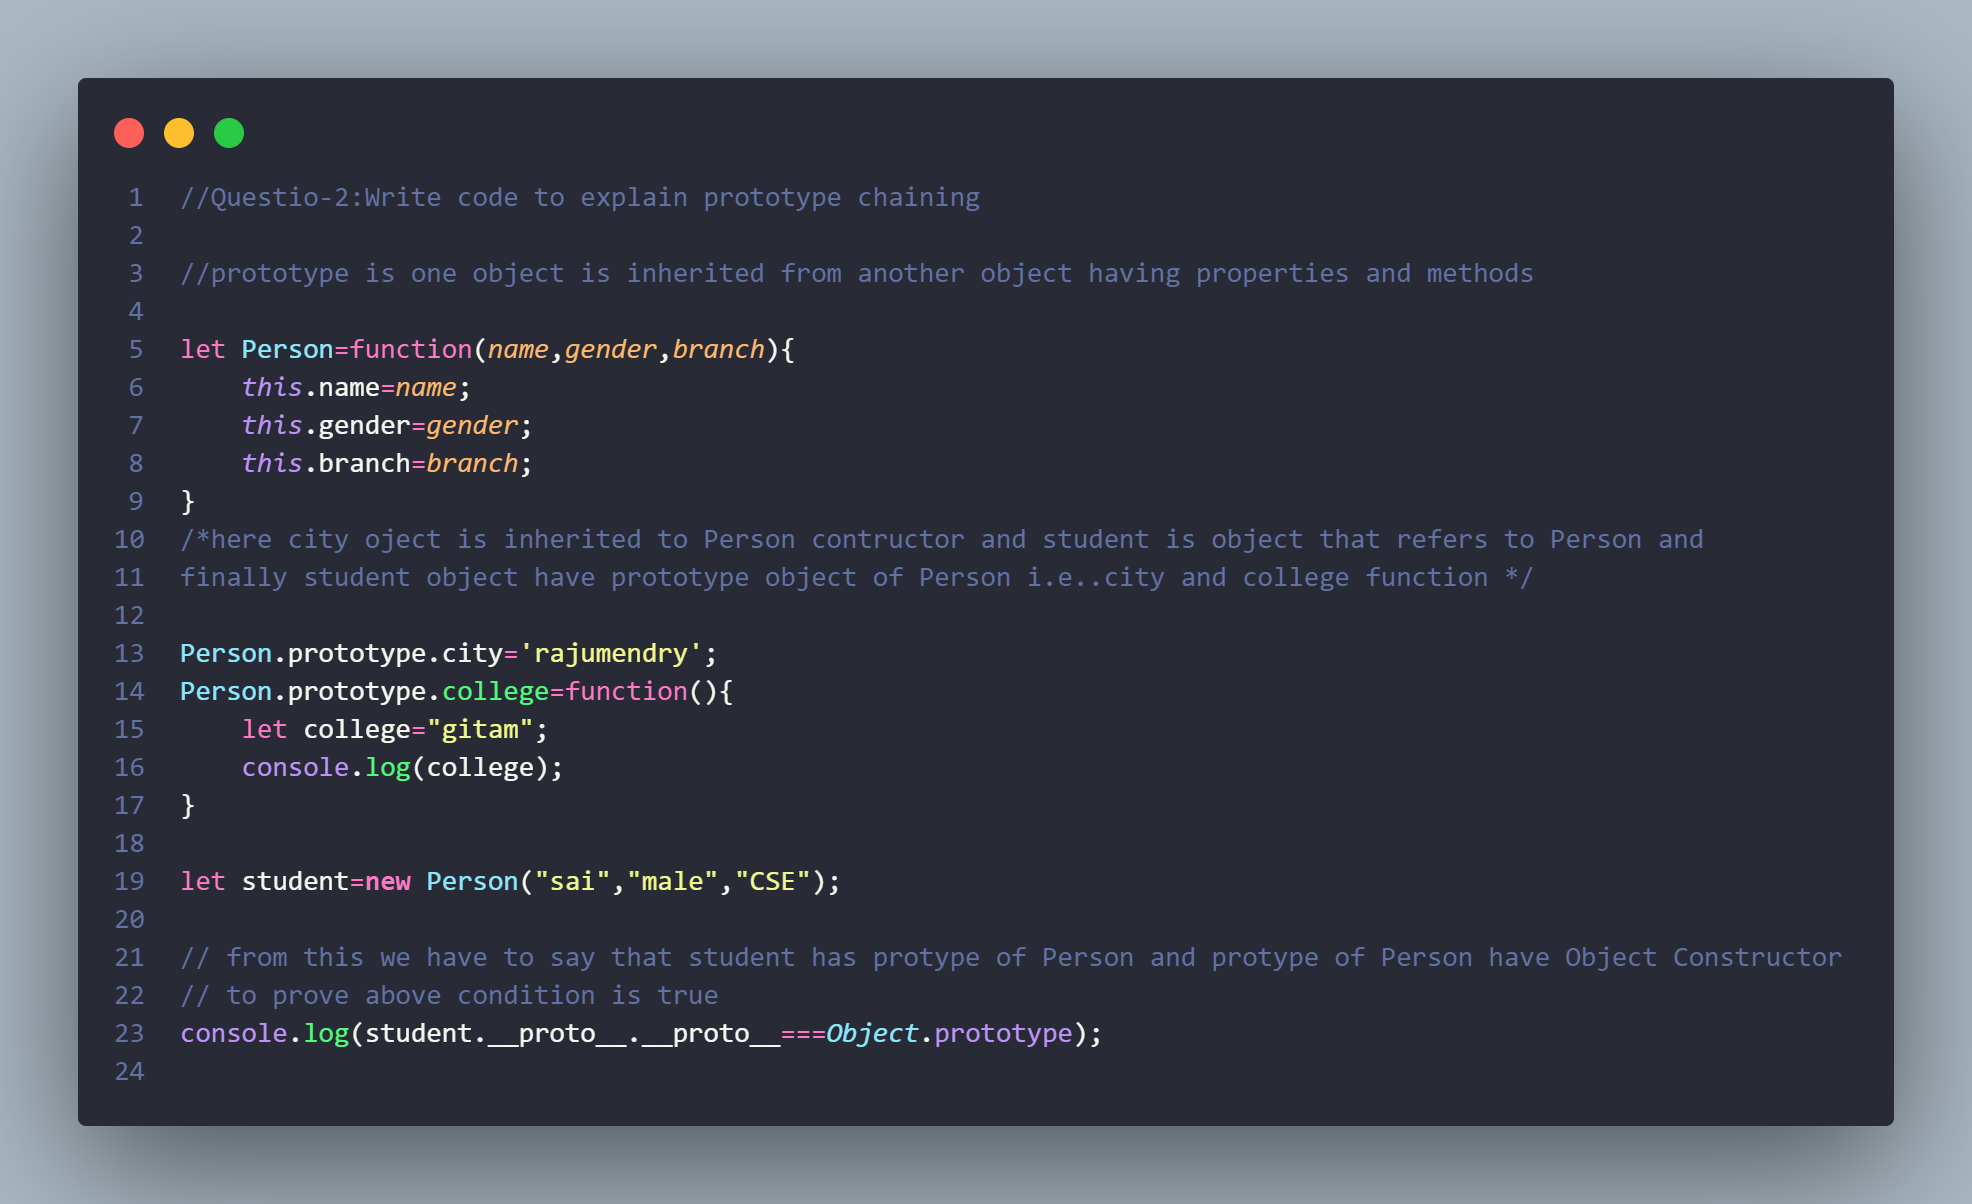 1 //Questio-2:Write code to explain prototype chaining
2
3 //prototype is one object is inherited from another object having properties and methods
4
5 let Person=function(name,gender,branch){
6     this.name=name;
7     this.gender=gender;
8     this.branch=branch;
9 }
10 /*here city oject is inherited to Person contructor and student is object that refers to Person and
11 finally student object have prototype object of Person i.e..city and college function */
12
13 Person.prototype.city='rajumendry';
14 Person.prototype.college=function(){
15     let college="gitam";
16     console.log(college);
17 }
18
19 let student=new Person("sai","male","CSE");
20
21 // from this we have to say that student has protype of Person and protype of Person have Object Constructor
22 // to prove above condition is true
23 console.log(student.__proto__.__proto__===Object.prototype);
24